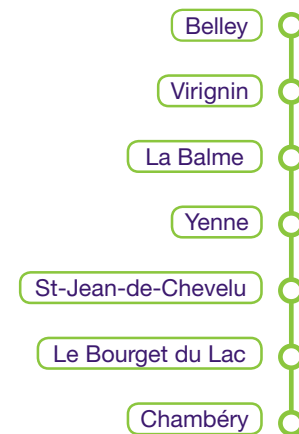 Belley
Virignin
La Balme
Yenne
St-Jean-de-Chevelu
Le Bourget du Lac
Chambéry